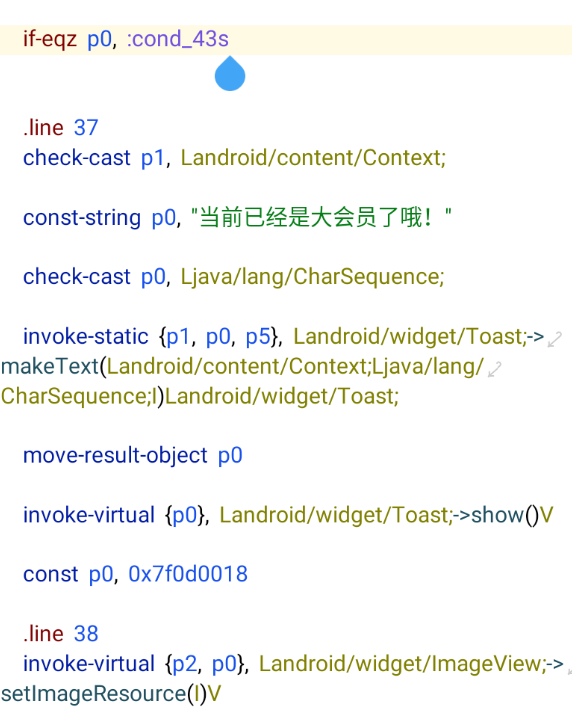 if-eqz p0, :cond_43s
.line 37
check-cast p1, Landroid/content/Context;
const-string p0, "当前已经是大会员了哦！"
check-cast p0, Ljava/lang/CharSequence;
invoke-static {p1, p0, p5}, Landroid/widget/Toast;->
makeText(Landroid/content/Context;Ljava/lang/
CharSequence;I)Landroid/widget/Toast;
move-result-object p0
invoke-virtual {p0}, Landroid/widget/Toast;->show()V
const p0, 0x7f0d0018
.line 38
invoke-virtual {p2, p0}, Landroid/widget/ImageView;->
setImageResource(I)V